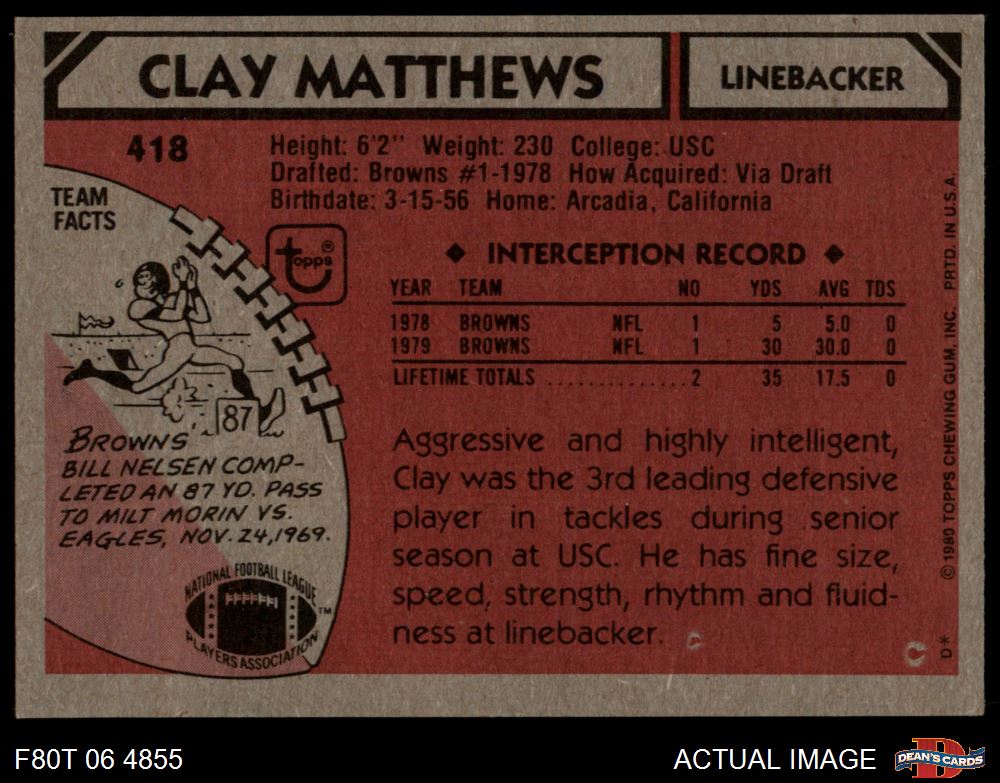 CLAY MATTHEWS
LINEBACKER
418
Height: 6'2" Weight: 230 College: USC
Drafted: Browns #1-1978 How Acquired: Via Draft
Birthdate: 3-15-56 Home: Arcadia, California
TEAM
FACTS
topps®
◆ INTERCEPTION RECORD ◆
YEAR TEAM NO YDS AVG TDS
1978 BROWNS NFL 1 5 5.0 0
1979 BROWNS NFL 1 30 30.0 0
LIFETIME TOTALS .............. 2 35 17.5 0
87
BROWNS'
BILL NELSEN COMP-
LETED AN 87 YD. PASS
TO MILT MORIN VS.
EAGLES, NOV. 24, 1969.
NATIONAL FOOTBALL LEAGUE
PLAYERS ASSOCIATION
TM
Aggressive and highly intelligent,
Clay was the 3rd leading defensive
player in tackles during senior
season at USC. He has fine size,
speed, strength, rhythm and fluid-
ness at linebacker.
© 1980 TOPPS CHEWING GUM, INC. PRTD. IN U.S.A.
D*
F80T 06 4855
ACTUAL IMAGE
D
DEAN'S CARDS